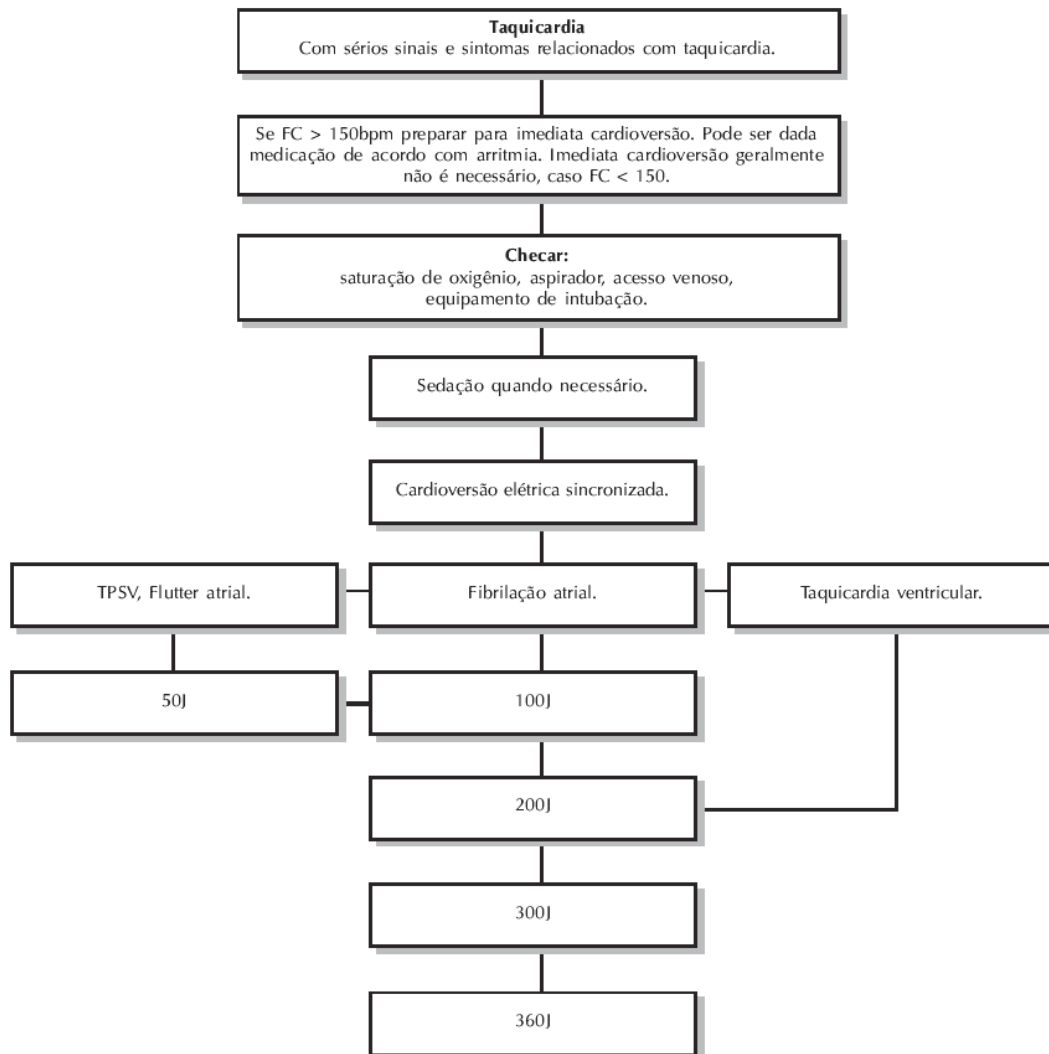 Taquicardia
Com sérios sinais e sintomas relacionados com taquicardia.
Se FC > 150bpm preparar para imediata cardioversão. Pode ser dada
medicação de acordo com arritmia. Imediata cardioversão geralmente
não é necessário, caso FC < 150.
Checar:
saturação de oxigênio, aspirador, acesso venoso,
equipamento de intubação.
Sedação quando necessário.
Cardioversão elétrica sincronizada.
TPSV, Flutter atrial.
Fibrilação atrial.
Taquicardia ventricular.
50J
100J
200J
300J
360J